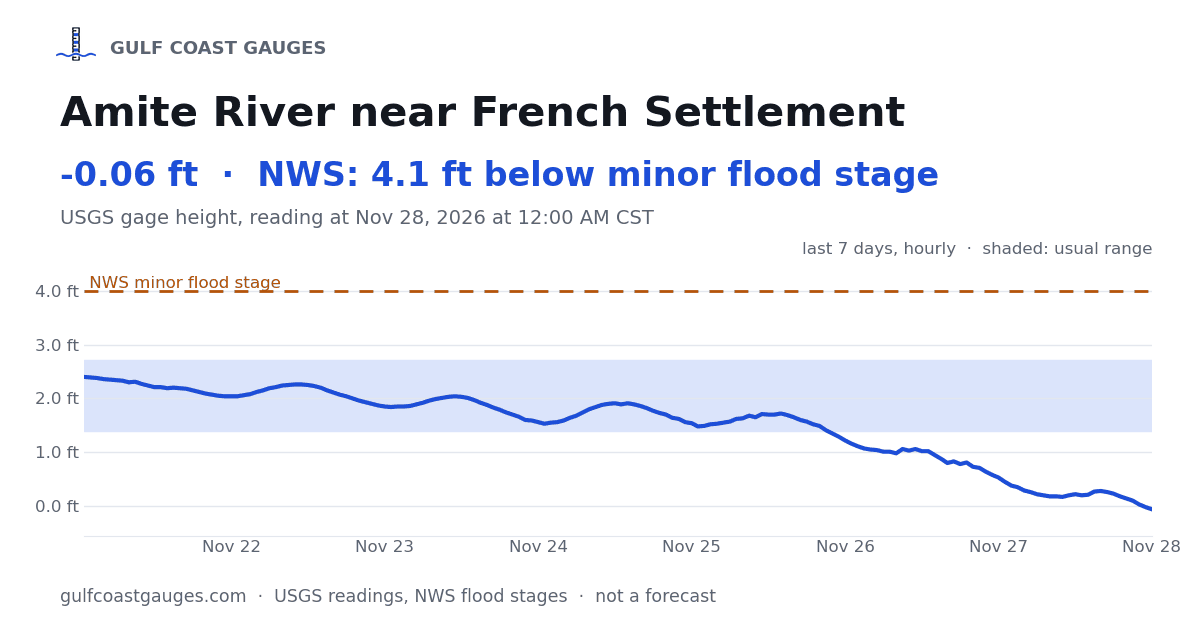 GULF COAST GAUGES
Amite River near French Settlement
-0.06 ft · NWS: 4.1 ft below minor flood stage
USGS gage height, reading at Nov 28, 2026 at 12:00 AM CST
last 7 days, hourly · shaded: usual range
NWS minor flood stage
4.0 ft
3.0 ft
2.0 ft
1.0 ft
0.0 ft
Nov 22 Nov 23 Nov 24 Nov 25 Nov 26 Nov 27 Nov 28
gulfcoastgauges.com · USGS readings, NWS flood stages · not a forecast